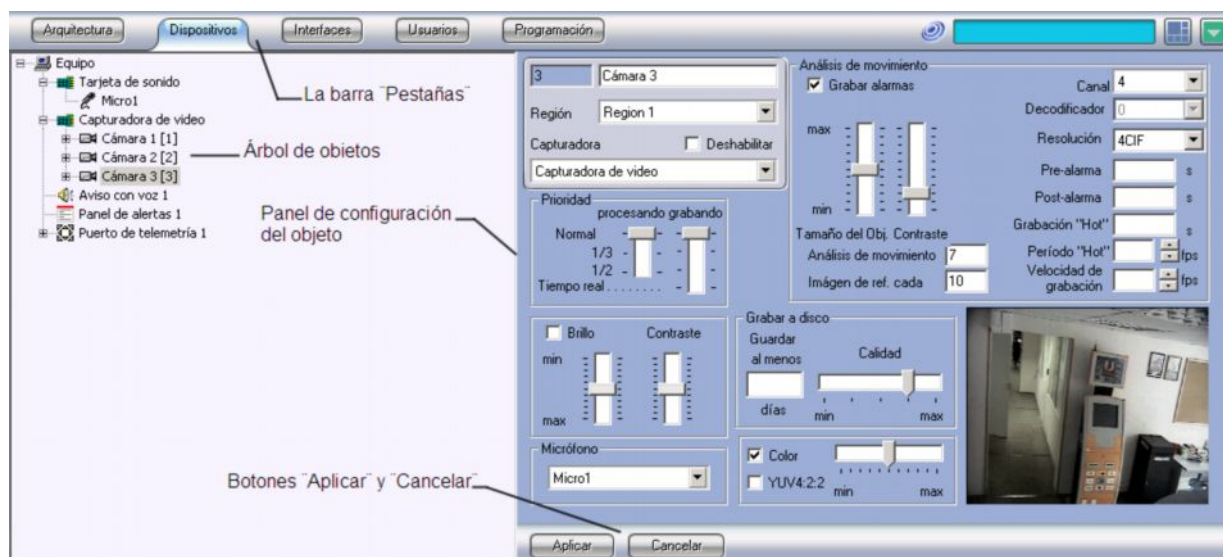 Arquitectura
Dispositivos
Interfaces
Usuarios
Programación
Equipo
Tarjeta de sonido
Micro1
Capturadora de video
Cámara 1 [1]
Cámara 2 [2]
Cámara 3 [3]
Aviso con voz 1
Panel de alertas 1
Puerto de telemetría 1
La barra ¨Pestañas¨
Árbol de objetos
Panel de configuración
del objeto
Botones ¨Aplicar¨ y ¨Cancelar¨
3
Cámara 3
Región
Region 1
Capturadora
Deshabilitar
Capturadora de video
Prioridad
procesando grabando
Normal
1/3
1/2
Tiempo real
Brillo
Contraste
min
max
Micrófono
Micro1
Análisis de movimiento
Grabar alarmas
max
min
Tamaño del Obj. Contraste
Análisis de movimiento 7
Imágen de ref. cada 10
Canal 4
Decodificador 0
Resolución 4CIF
Pre-alarma s
Post-alarma s
Grabación "Hot" s
Período "Hot" fps
Velocidad de
grabación fps
Grabar a disco
Guardar
al menos
días
Calidad
min max
Color
YUV4:2:2
min max
Aplicar
Cancelar